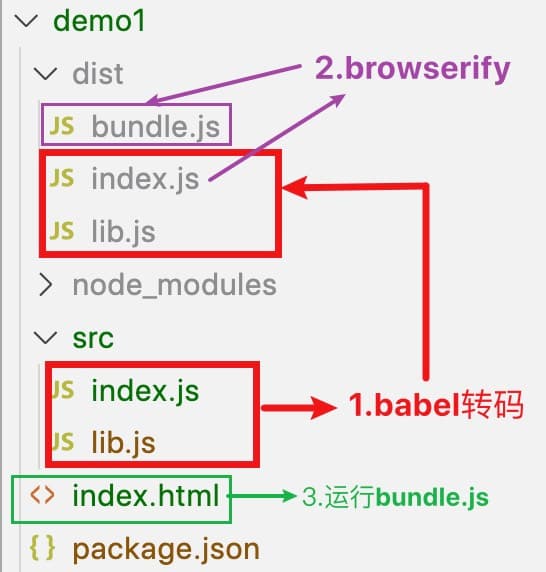 demo1
dist
2.browserify
JS bundle.js
JS index.js
JS lib.js
node_modules
src
JS index.js
1.babel转码
JS lib.js
<> index.html
3.运行bundle.js
{} package.json